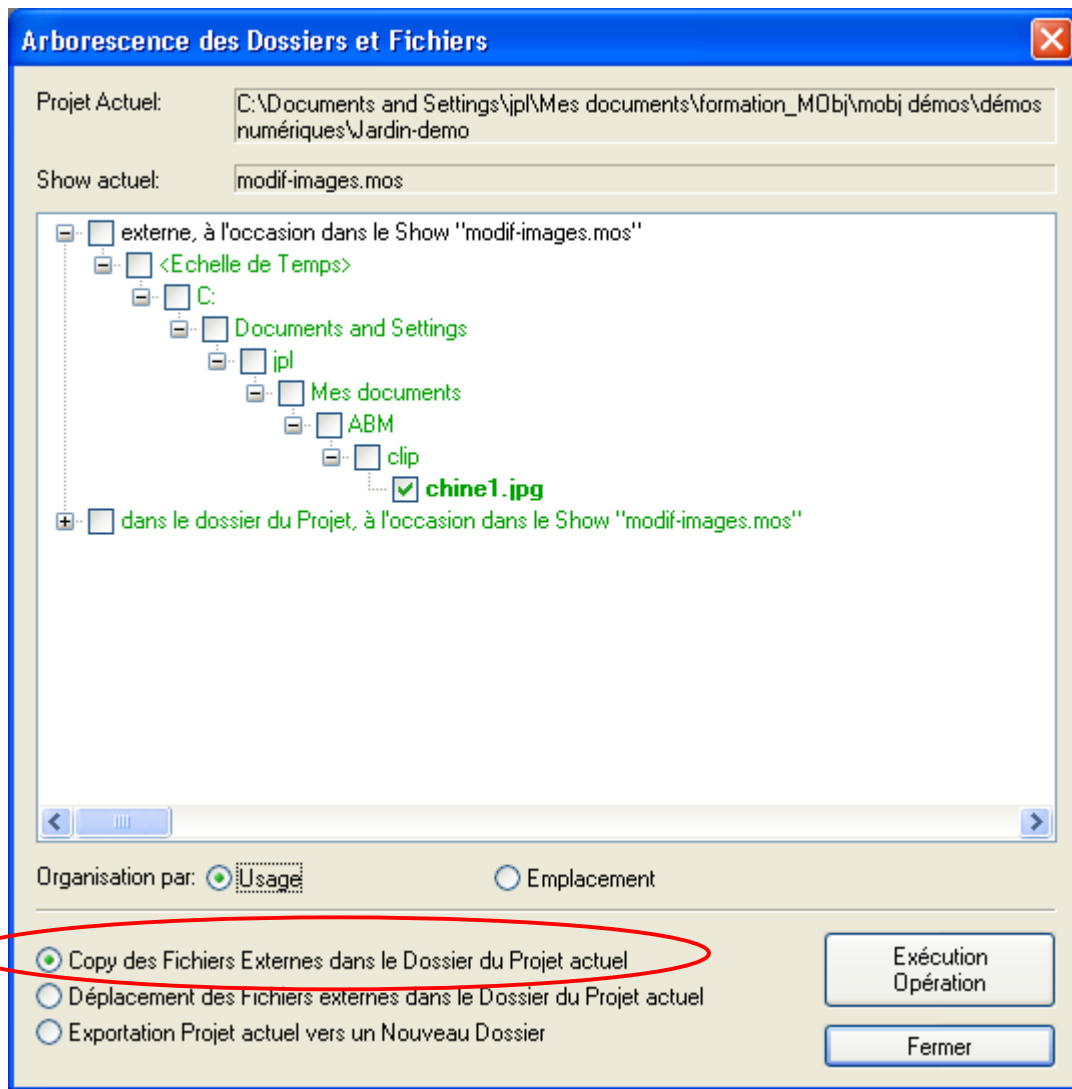 Arborescence des Dossiers et Fichiers
Projet Actuel:
C:\Documents and Settings\jpl\Mes documents\formation_MObj\mobj démos\démos
numériques\Jardin-demo
Show actuel:
modif-images.mos
externe, à l'occasion dans le Show "modif-images.mos"
<Echelle de Temps>
C:
Documents and Settings
jpl
Mes documents
ABM
clip
chine1.jpg
dans le dossier du Projet, à l'occasion dans le Show "modif-images.mos"
Organisation par: Usage Emplacement
Copy des Fichiers Externes dans le Dossier du Projet actuel
Déplacement des Fichiers externes dans le Dossier du Projet actuel
Exportation Projet actuel vers un Nouveau Dossier
Exécution
Opération
Fermer